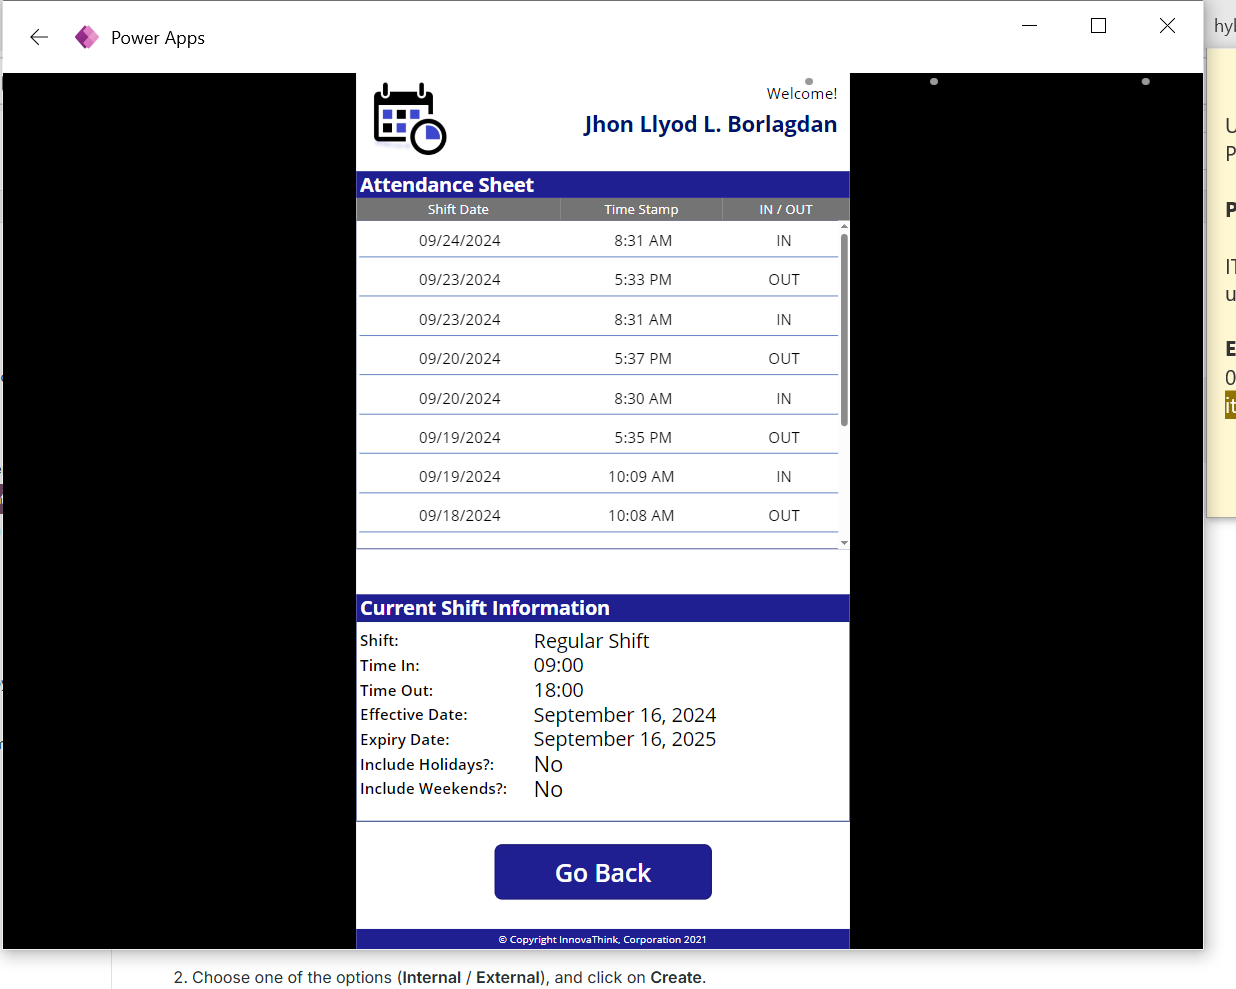 Power Apps
Welcome!
Jhon Llyod L. Borlagdan
Attendance Sheet
Shift Date Time Stamp IN / OUT
09/24/2024 8:31 AM IN
09/23/2024 5:33 PM OUT
09/23/2024 8:31 AM IN
09/20/2024 5:37 PM OUT
09/20/2024 8:30 AM IN
09/19/2024 5:35 PM OUT
09/19/2024 10:09 AM IN
09/18/2024 10:08 AM OUT
Current Shift Information
Shift: Regular Shift
Time In: 09:00
Time Out: 18:00
Effective Date: September 16, 2024
Expiry Date: September 16, 2025
Include Holidays?: No
Include Weekends?: No
Go Back
© Copyright InnovaThink, Corporation 2021
2. Choose one of the options (Internal / External), and click on Create.